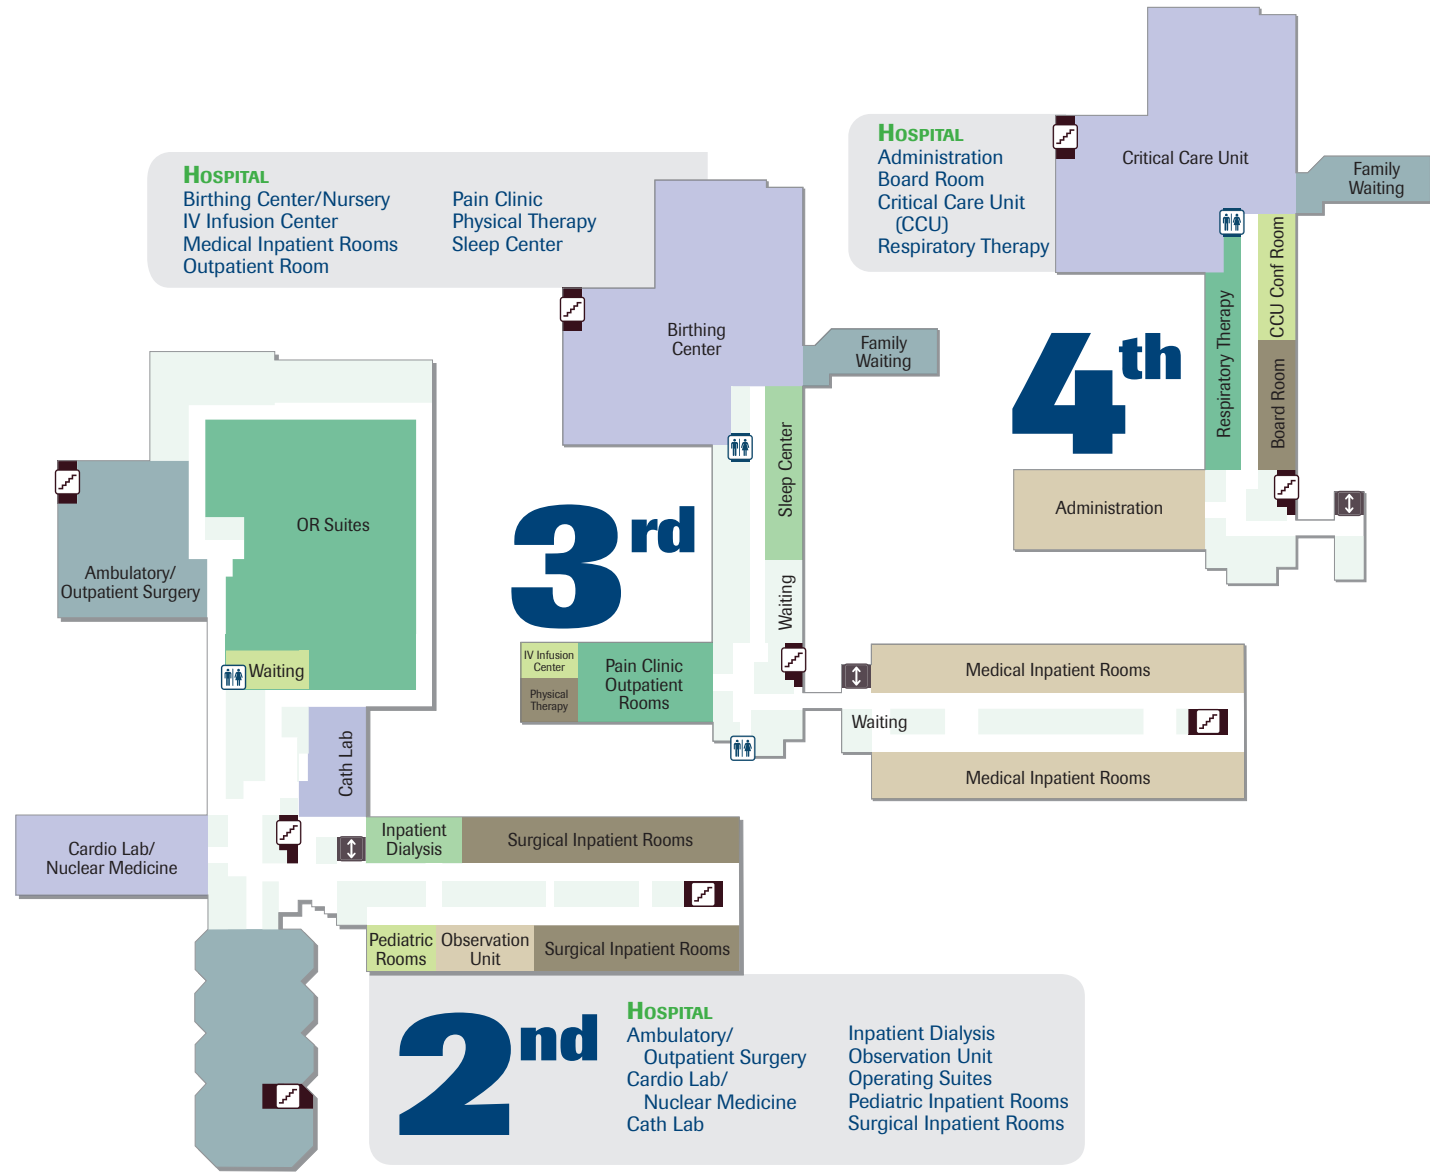 HOSPITAL
Administration
Board Room
Critical Care Unit
(CCU)
Respiratory Therapy
Critical Care Unit
Family
Waiting
CCU Conf Room
Respiratory Therapy
Board Room
4th
Administration
HOSPITAL
Birthing Center/Nursery
IV Infusion Center
Medical Inpatient Rooms
Outpatient Room
Pain Clinic
Physical Therapy
Sleep Center
Birthing
Center
Family
Waiting
Sleep Center
3rd
Waiting
IV Infusion
Center
Physical
Therapy
Pain Clinic
Outpatient
Rooms
Medical Inpatient Rooms
Waiting
Medical Inpatient Rooms
OR Suites
Ambulatory/
Outpatient Surgery
Waiting
Cath Lab
Cardio Lab/
Nuclear Medicine
Inpatient
Dialysis
Surgical Inpatient Rooms
Pediatric
Rooms
Observation
Unit
Surgical Inpatient Rooms
2nd
HOSPITAL
Ambulatory/
Outpatient Surgery
Cardio Lab/
Nuclear Medicine
Cath Lab
Inpatient Dialysis
Observation Unit
Operating Suites
Pediatric Inpatient Rooms
Surgical Inpatient Rooms